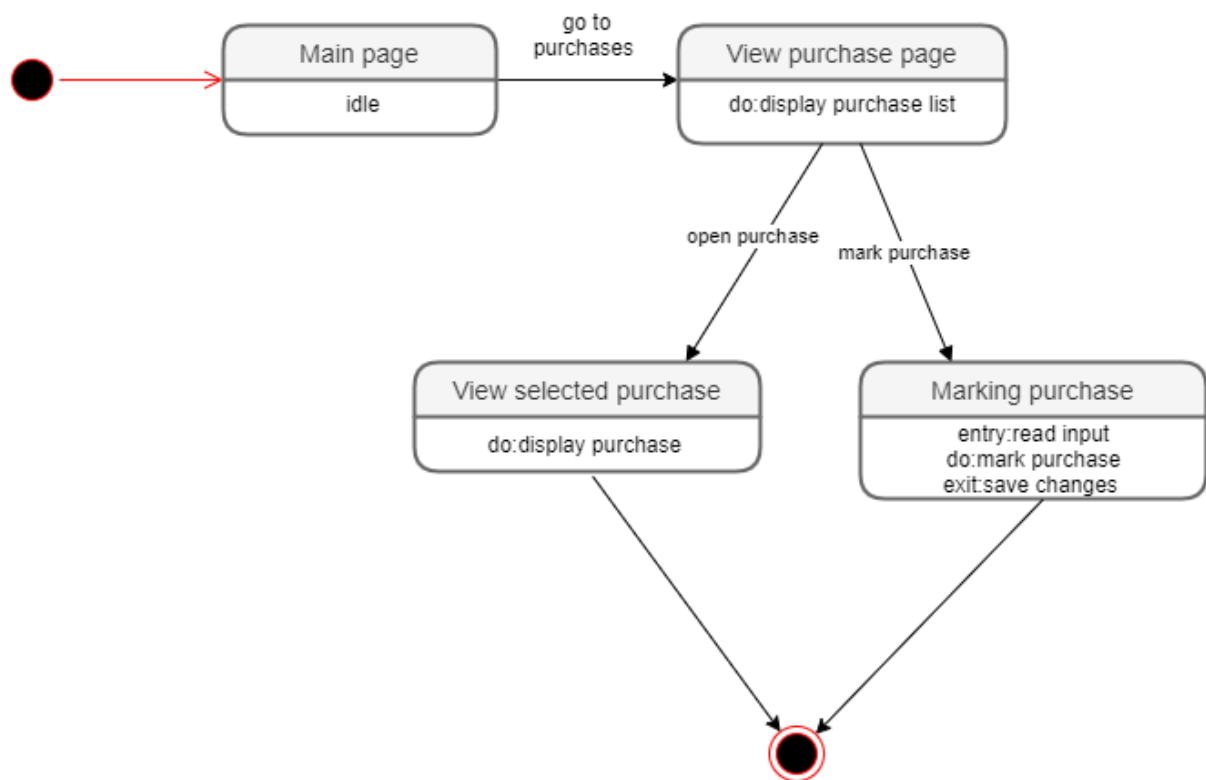 Main page
idle
go to
purchases
View purchase page
do:display purchase list
open purchase
mark purchase
View selected purchase
do:display purchase
Marking purchase
entry:read input
do:mark purchase
exit:save changes